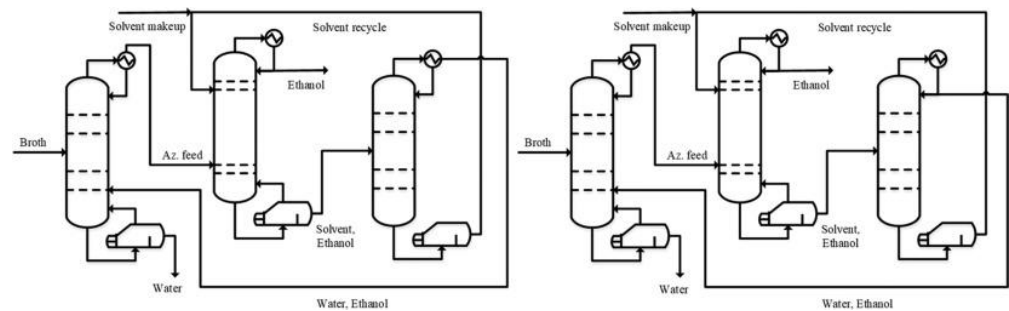 Solvent makeup
Solvent recycle
Ethanol
Broth
Az. feed
Solvent,
Ethanol
Water
Water, Ethanol
Solvent makeup
Solvent recycle
Ethanol
Broth
Az. feed
Solvent,
Ethanol
Water
Water, Ethanol